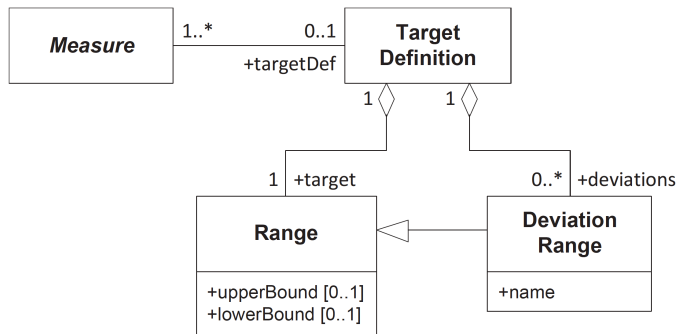 Measure
1..*
0..1
+targetDef
Target
Definition
1
1
1
+target
0..*
+deviations
Range
+upperBound [0..1]
+lowerBound [0..1]
Deviation
Range
+name